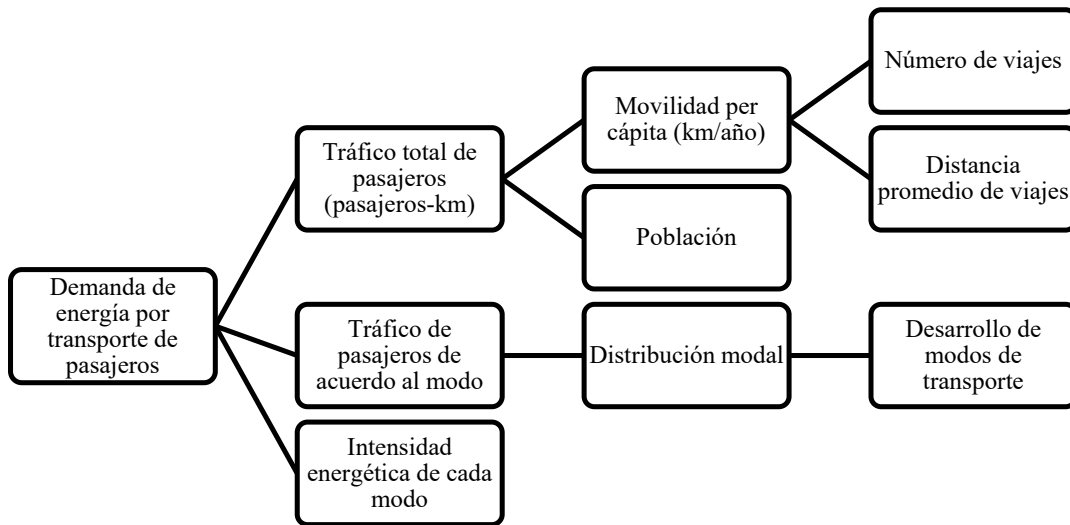 Demanda de
energía por
transporte de
pasajeros
Tráfico total de
pasajeros
(pasajeros-km)
Movilidad per
cápita (km/año)
Número de viajes
Distancia
promedio de viajes
Población
Tráfico de
pasajeros de
acuerdo al modo
Distribución modal
Desarrollo de
modos de
transporte
Intensidad
energética de cada
modo